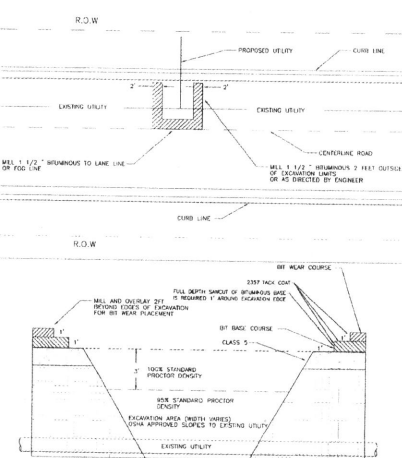 R.O.W
PROPOSED UTILITY
CURB LINE
2'
2'
EXISTING UTILITY
EXISTING UTILITY
CENTERLINE ROAD
MILL 1 1/2 " BITUMINOUS TO LANE LINE
OR FOG LINE
MILL 1 1/2 " BITUMINOUS 2 FEET OUTSIDE
OF EXCAVATION LIMITS
OR AS DIRECTED BY ENGINEER
CURB LINE
R.O.W
BIT WEAR COURSE
2357 TACK COAT
FULL DEPTH SAWCUT OF BITUMINOUS BASE
IS REQUIRED 1' AROUND EXCAVATION EDGE
MILL AND OVERLAY 2FT
BEYOND EDGES OF EXCAVATION
FOR BIT WEAR PLACEMENT
BIT BASE COURSE
CLASS 5
1'
1'
1'
1'
3'
100% STANDARD
PROCTOR DENSITY
95% STANDARD PROCTOR
DENSITY
EXCAVATION AREA (WIDTH VARIES)
OSHA APPROVED SLOPES TO EXISTING UTILITY
EXISTING UTILITY